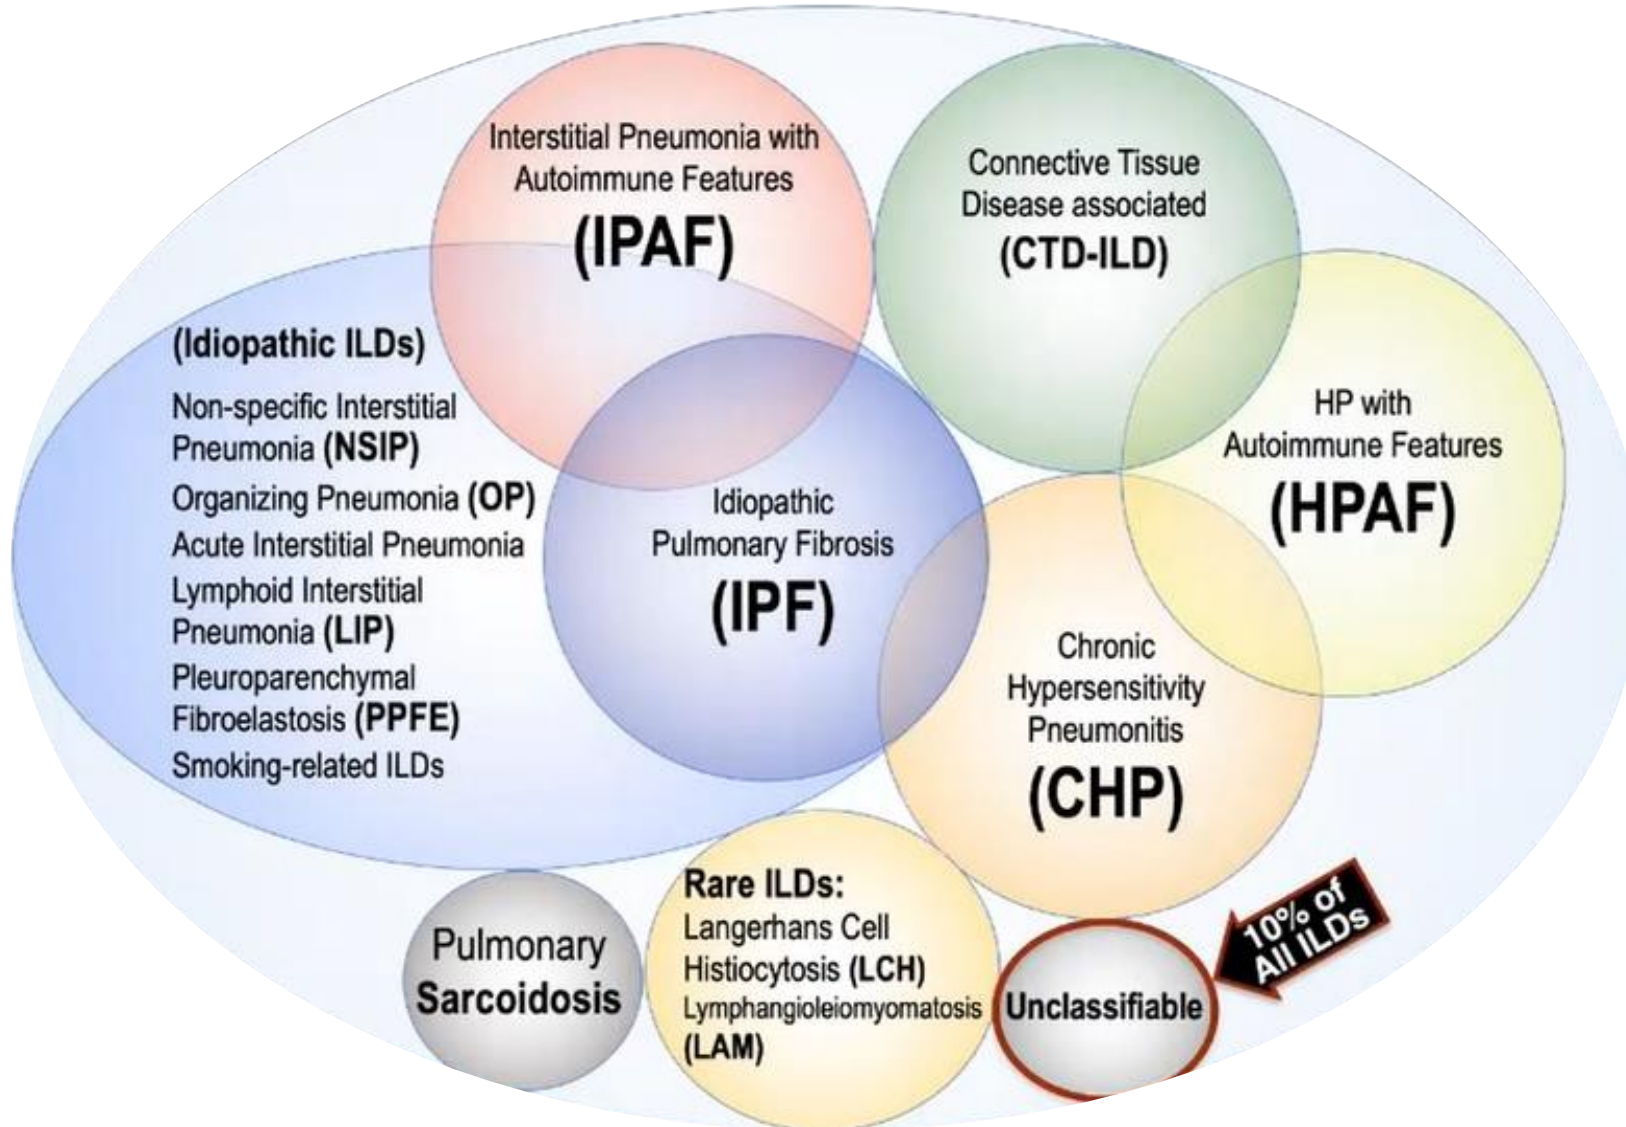 Interstitial Pneumonia with
Autoimmune Features
(IPAF)
Connective Tissue
Disease associated
(CTD-ILD)
(Idiopathic ILDs)
Non-specific Interstitial
Pneumonia (NSIP)
Organizing Pneumonia (OP)
Acute Interstitial Pneumonia
Lymphoid Interstitial
Pneumonia (LIP)
Pleuroparenchymal
Fibroelastosis (PPFE)
Smoking-related ILDs
Idiopathic
Pulmonary Fibrosis
(IPF)
HP with
Autoimmune Features
(HPAF)
Chronic
Hypersensitivity
Pneumonitis
(CHP)
Pulmonary
Sarcoidosis
Rare ILDs:
Langerhans Cell
Histiocytosis (LCH)
Lymphangioleiomyomatosis
(LAM)
Unclassifiable
10% of
All ILDs